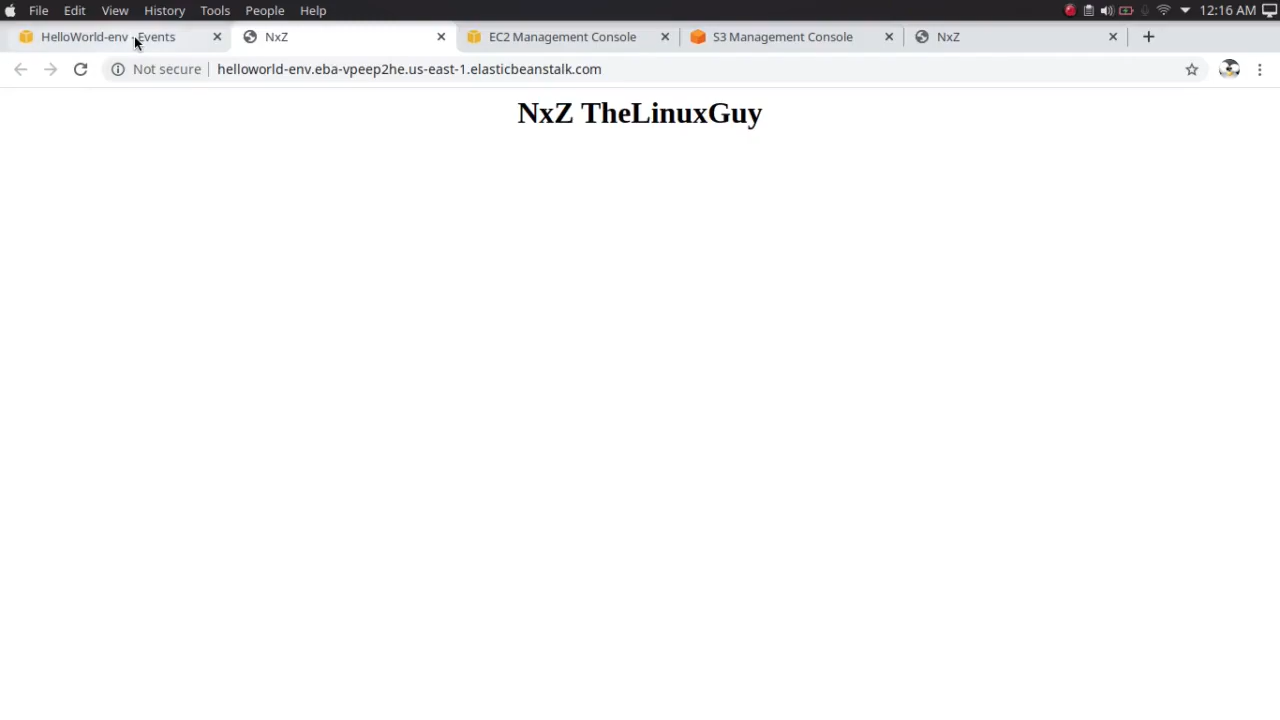 File Edit View History Tools People Help 12:16 AM
HelloWorld-env - Events NxZ EC2 Management Console S3 Management Console NxZ
Not secure helloworld-env.eba-vpeep2he.us-east-1.elasticbeanstalk.com
NxZ TheLinuxGuy